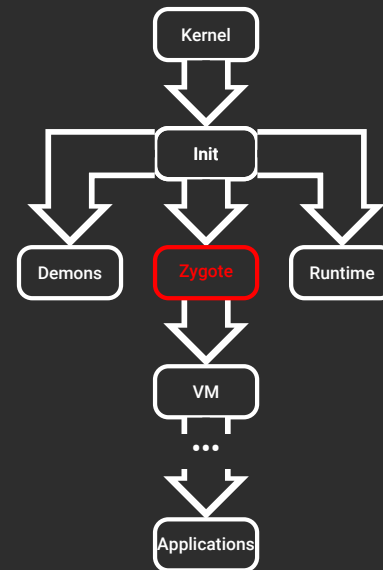 Kernel
Init
Demons
Zygote
Runtime
VM
...
Applications